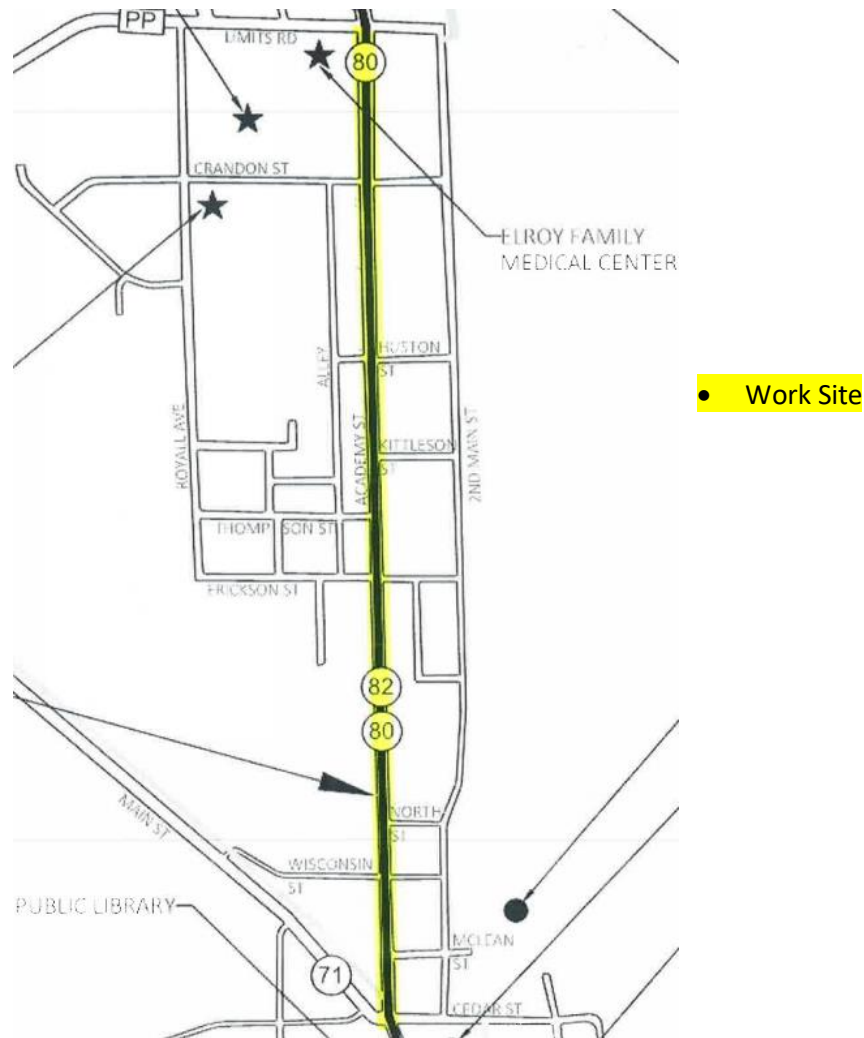 PP
LIMITS RD
80
CRANDON ST
ELROY FAMILY
MEDICAL CENTER
HUSTON
ST
ALLEY
• Work Site
ROYALL AVE
ACADEMY ST
KITTLESON
ST
2ND MAIN ST
THOMP SON ST
ERICKSON ST
82
80
MAIN ST
NORTH
ST
WISCONSIN
ST
PUBLIC LIBRARY
MCLEAN
ST
71
CEDAR ST